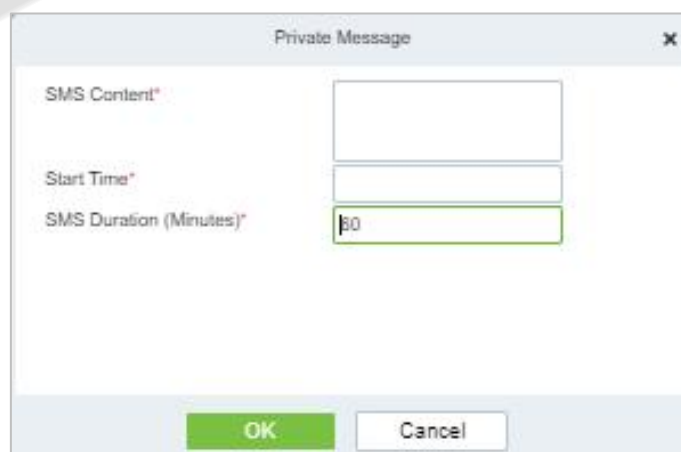 Private Message
SMS Content*
Start Time*
SMS Duration (Minutes)* 60
OK Cancel